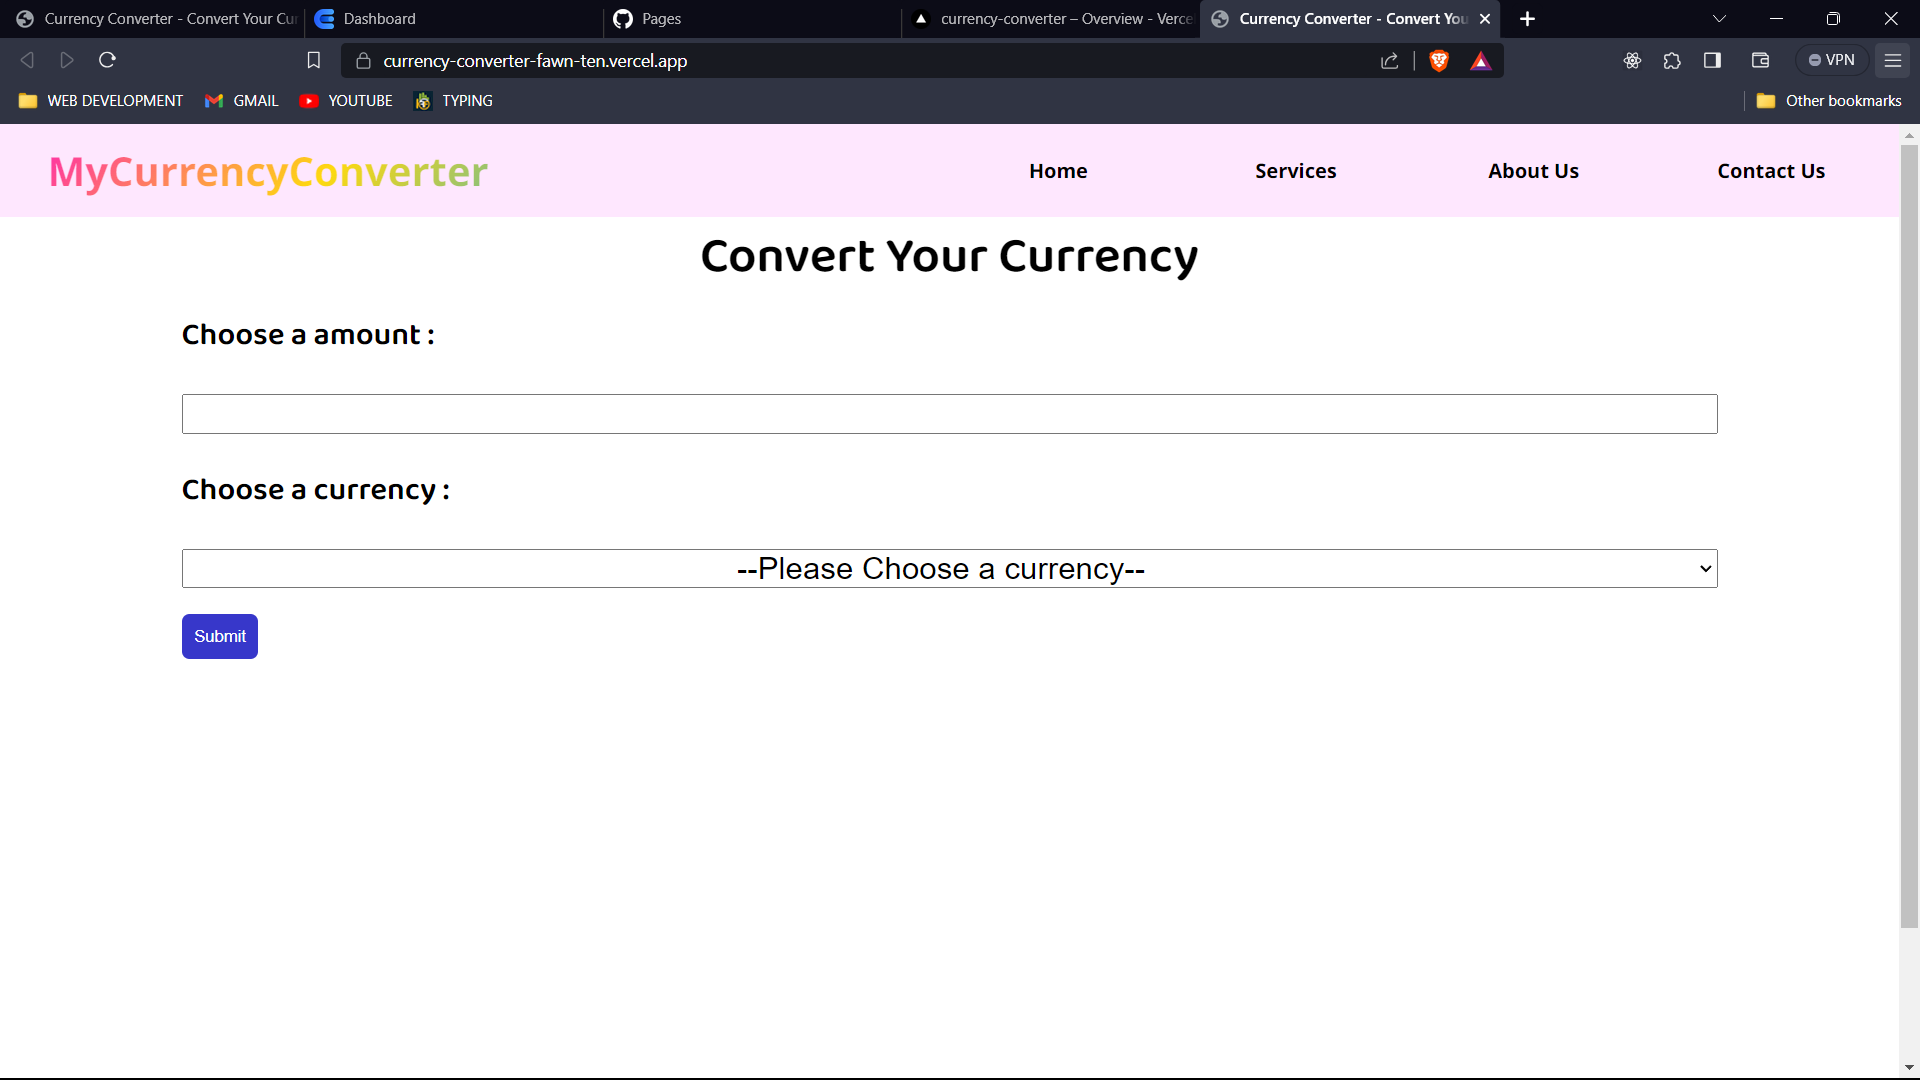 Currency Converter - Convert Your Cur
Dashboard
Pages
currency-converter – Overview - Verce
Currency Converter - Convert You
currency-converter-fawn-ten.vercel.app
VPN
WEB DEVELOPMENT
GMAIL
YOUTUBE
TYPING
Other bookmarks
MyCurrencyConverter
Home
Services
About Us
Contact Us
Convert Your Currency
Choose a amount :
Choose a currency :
--Please Choose a currency--
Submit